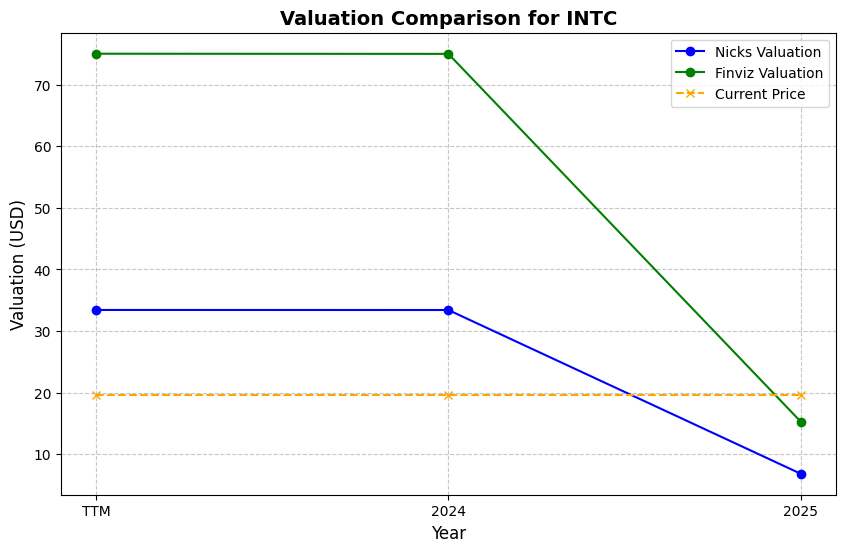 Valuation Comparison for INTC
Nicks Valuation
Finviz Valuation
Current Price
Valuation (USD)
70
60
50
40
30
20
10
TTM
2024
2025
Year